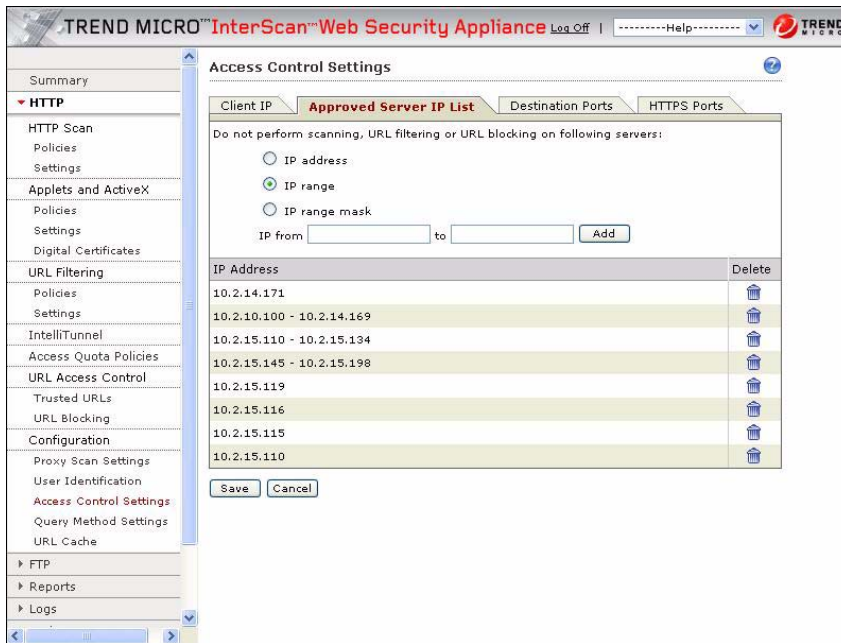 TREND MICRO™ InterScan™ Web Security Appliance Log Off | ---------Help---------
TREND
MICRO
Summary
HTTP
HTTP Scan
Policies
Settings
Applets and ActiveX
Policies
Settings
Digital Certificates
URL Filtering
Policies
Settings
IntelliTunnel
Access Quota Policies
URL Access Control
Trusted URLs
URL Blocking
Configuration
Proxy Scan Settings
User Identification
Access Control Settings
Query Method Settings
URL Cache
FTP
Reports
Logs
Access Control Settings
?
Client IP Approved Server IP List Destination Ports HTTPS Ports
Do not perform scanning, URL filtering or URL blocking on following servers:
IP address
IP range
IP range mask
IP from to Add
IP Address Delete
10.2.14.171
10.2.10.100 - 10.2.14.169
10.2.15.110 - 10.2.15.134
10.2.15.145 - 10.2.15.198
10.2.15.119
10.2.15.116
10.2.15.115
10.2.15.110
Save Cancel